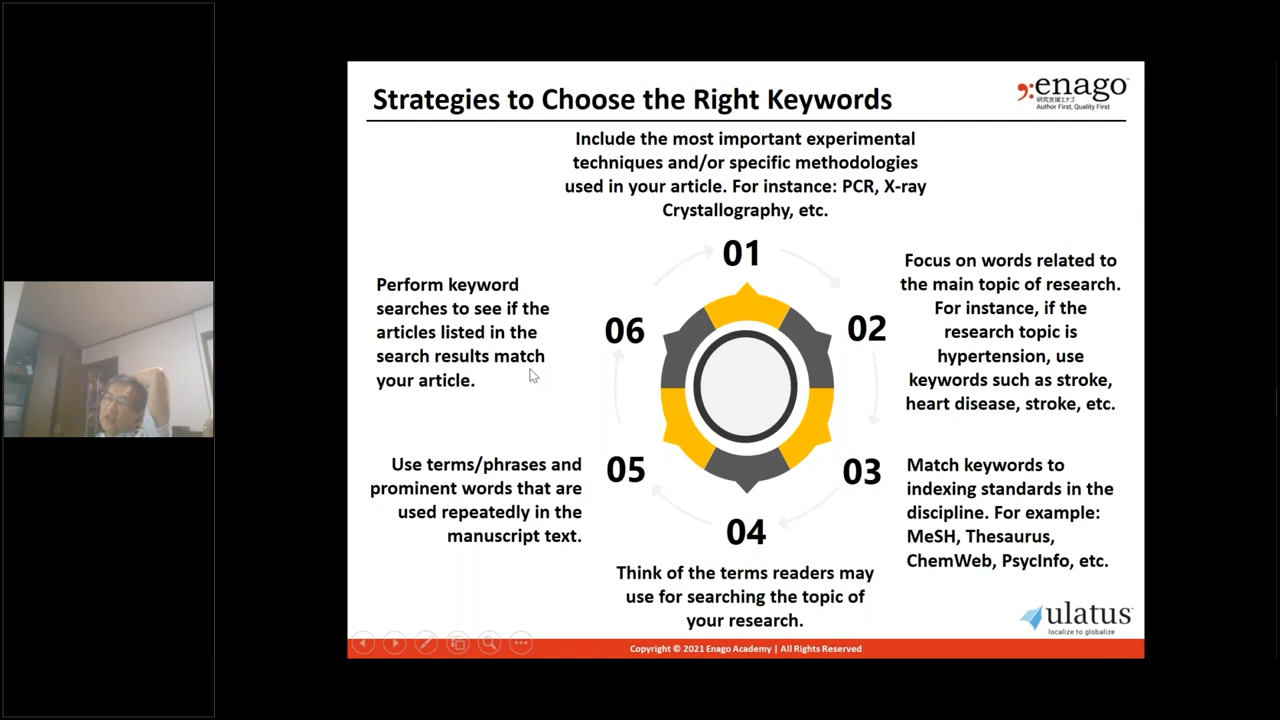 Strategies to Choose the Right Keywords
enago
研究支援エナゴ
Author First, Quality First
Include the most important experimental
techniques and/or specific methodologies
used in your article. For instance: PCR, X-ray
Crystallography, etc.
01
Focus on words related to
the main topic of research.
For instance, if the
research topic is
hypertension, use
keywords such as stroke,
heart disease, stroke, etc.
02
Match keywords to
indexing standards in the
discipline. For example:
MeSH, Thesaurus,
ChemWeb, PsycInfo, etc.
03
04
Think of the terms readers may
use for searching the topic of
your research.
05
Use terms/phrases and
prominent words that are
used repeatedly in the
manuscript text.
06
Perform keyword
searches to see if the
articles listed in the
search results match
your article.
ulatus
localize to globalize
Copyright © 2021 Enago Academy | All Rights Reserved